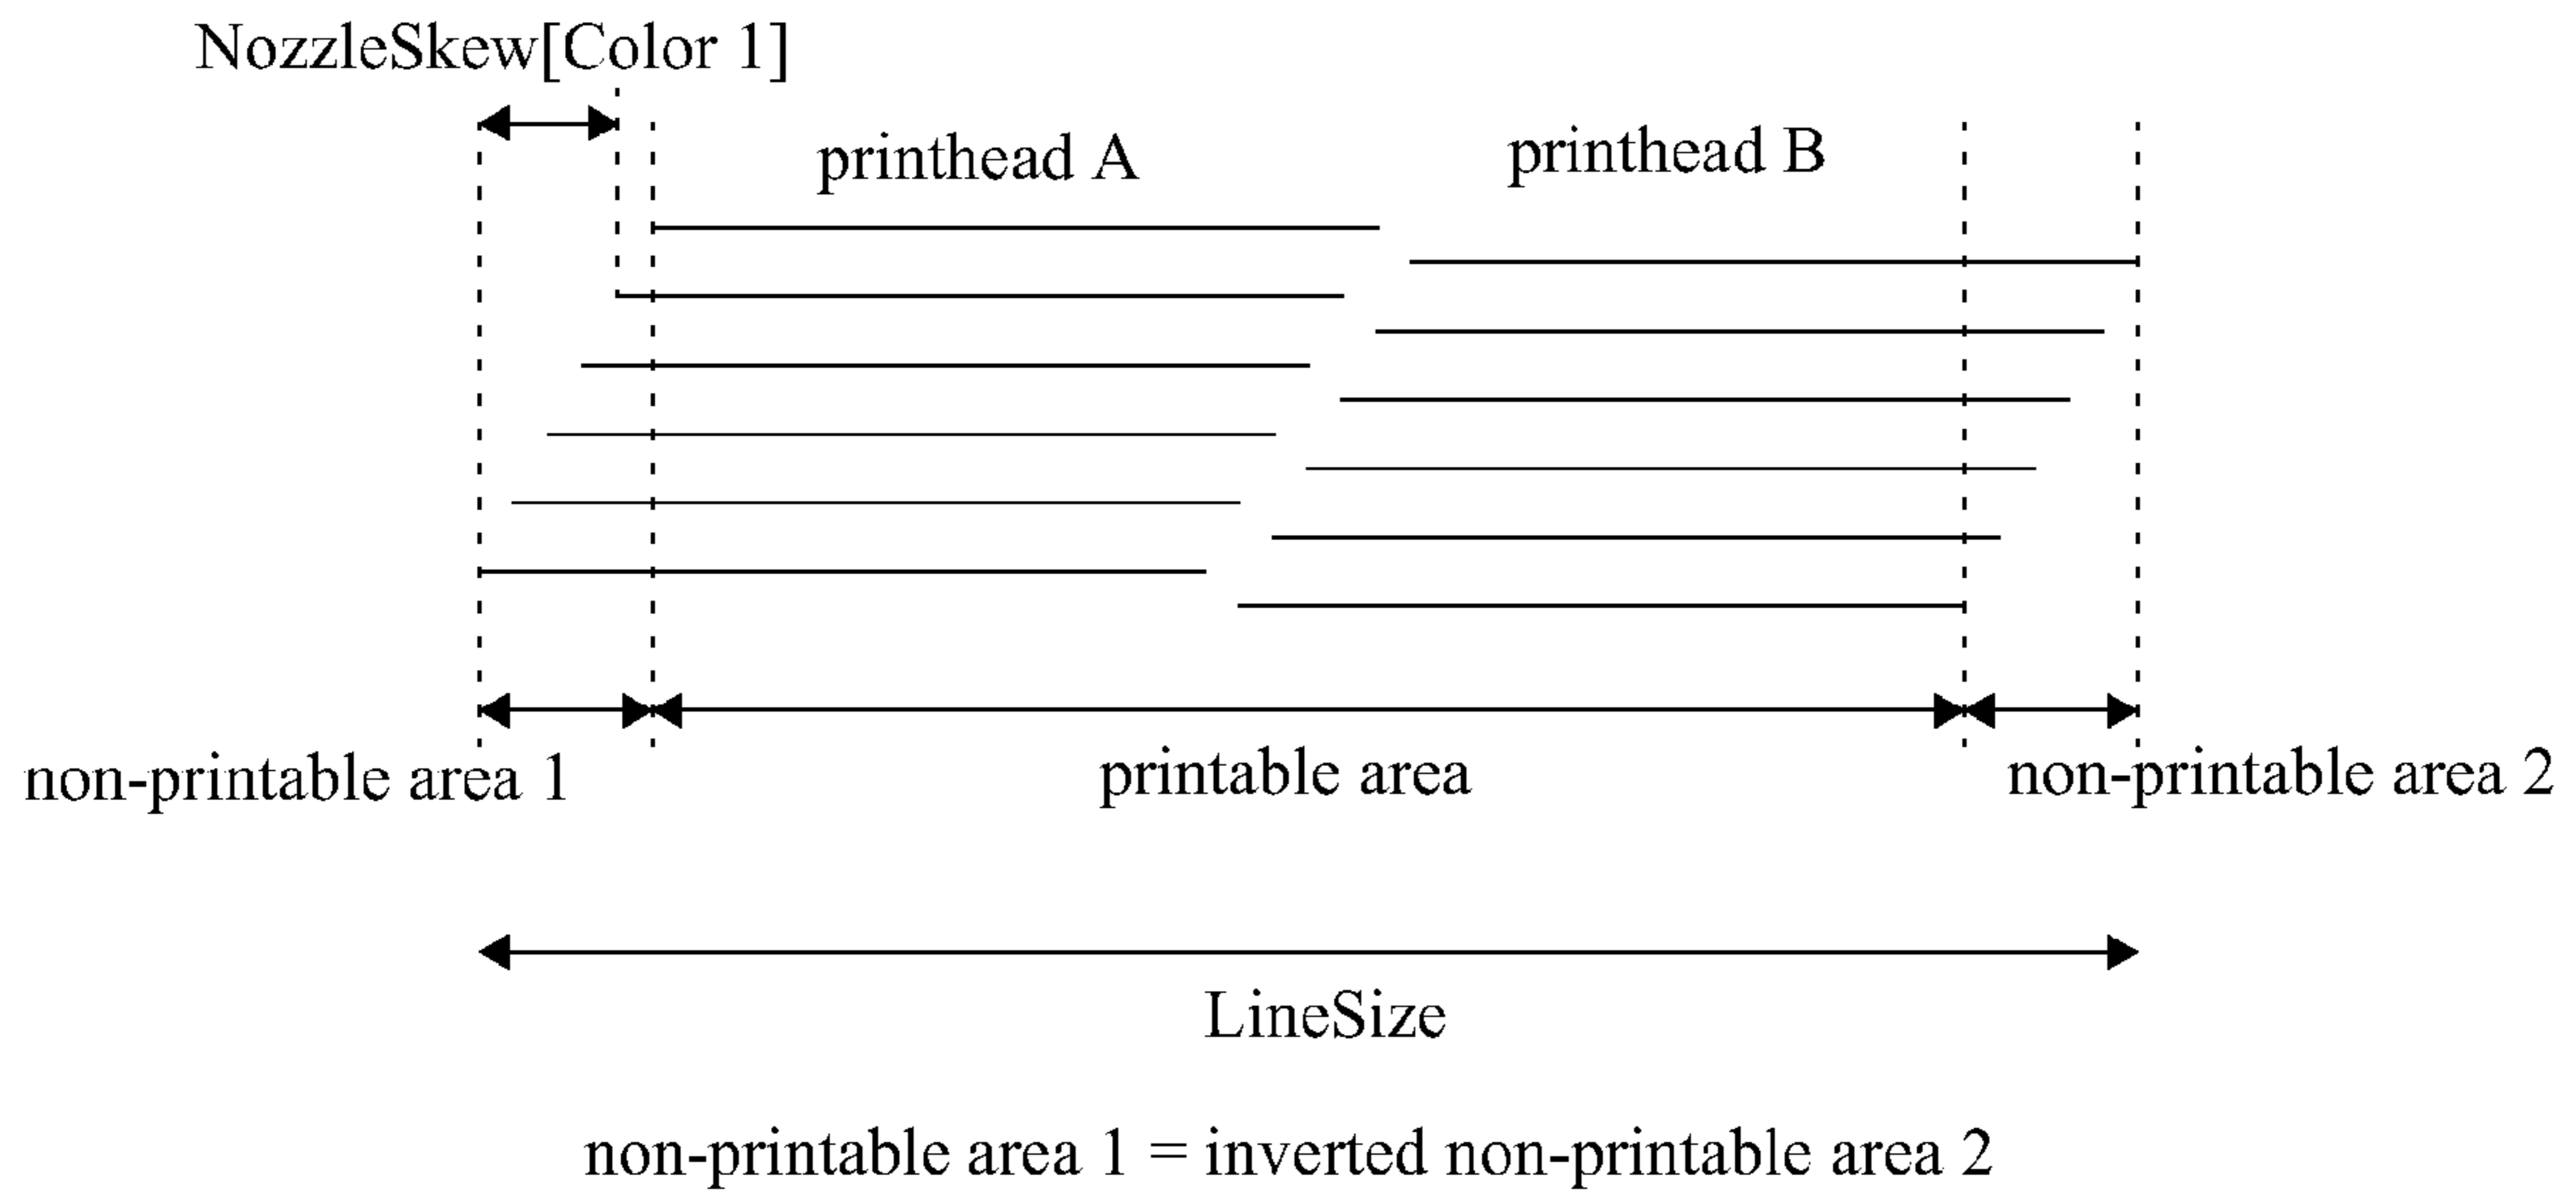 NozzleSkew[Color 1]
printhead A
printhead B
non-printable area 1
printable area
non-printable area 2
LineSize
non-printable area 1 = inverted non-printable area 2